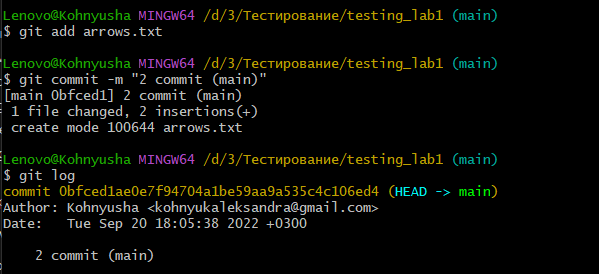 Lenovo@Kohnyusha MINGW64 /d/3/Тестирование/testing_lab1 (main)
$ git add arrows.txt
Lenovo@Kohnyusha MINGW64 /d/3/Тестирование/testing_lab1 (main)
$ git commit -m "2 commit (main)"
[main 0bfced1] 2 commit (main)
 1 file changed, 2 insertions(+)
 create mode 100644 arrows.txt
Lenovo@Kohnyusha MINGW64 /d/3/Тестирование/testing_lab1 (main)
$ git log
commit 0bfced1ae0e7f94704a1be59aa9a535c4c106ed4 (HEAD -> main)
Author: Kohnyusha <kohnyukaleksandra@gmail.com>
Date:   Tue Sep 20 18:05:38 2022 +0300
    2 commit (main)